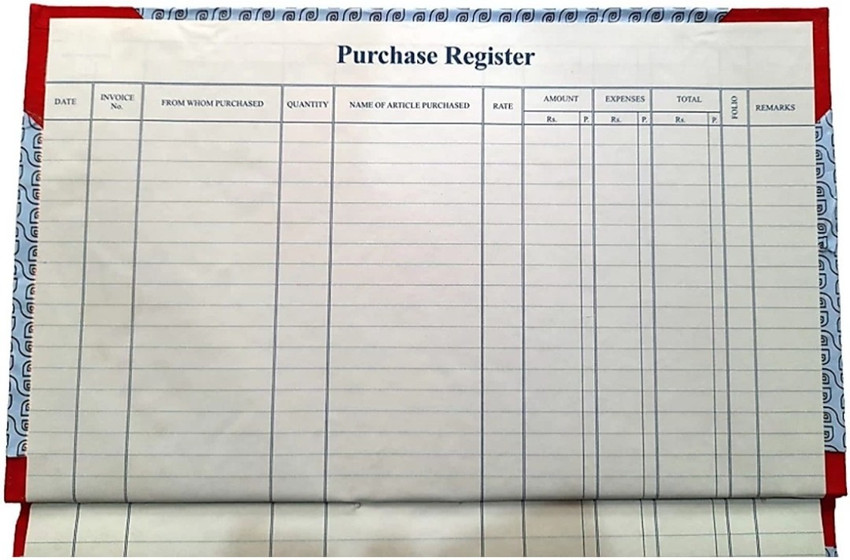 Purchase Register
DATE INVOICE No. FROM WHOM PURCHASED QUANTITY NAME OF ARTICLE PURCHASED RATE AMOUNT EXPENSES TOTAL FOLIO REMARKS
Rs. P. Rs. P. Rs. P.